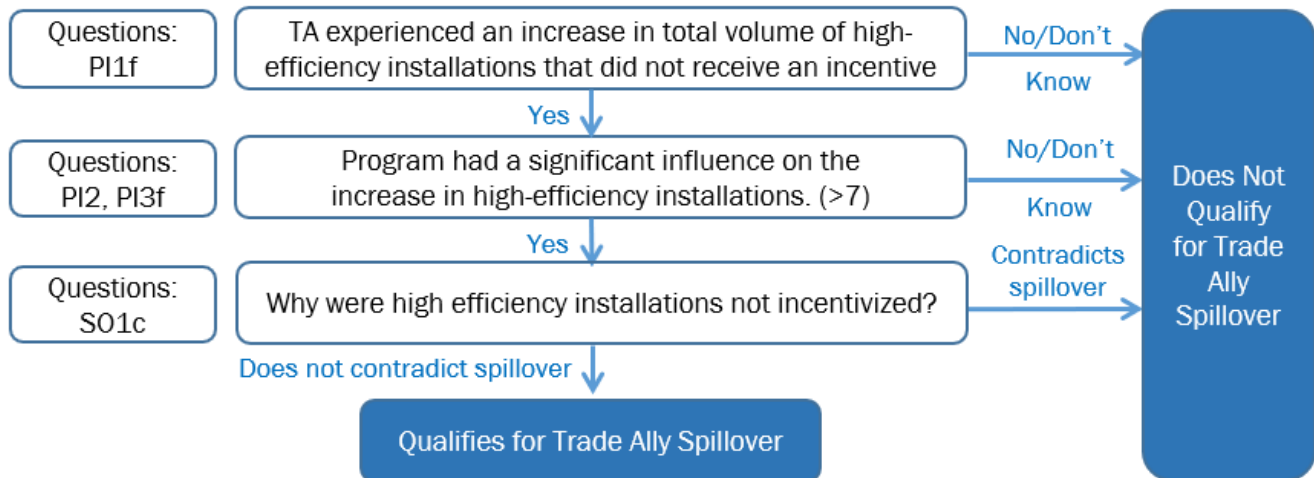 Questions:
PI1f
TA experienced an increase in total volume of high-
efficiency installations that did not receive an incentive
No/Don't
Know
Yes
Questions:
PI2, PI3f
Program had a significant influence on the
increase in high-efficiency installations. (>7)
No/Don't
Know
Yes
Questions:
SO1c
Why were high efficiency installations not incentivized?
Contradicts
spillover
Does not contradict spillover
Qualifies for Trade Ally Spillover
Does Not
Qualify
for Trade
Ally
Spillover